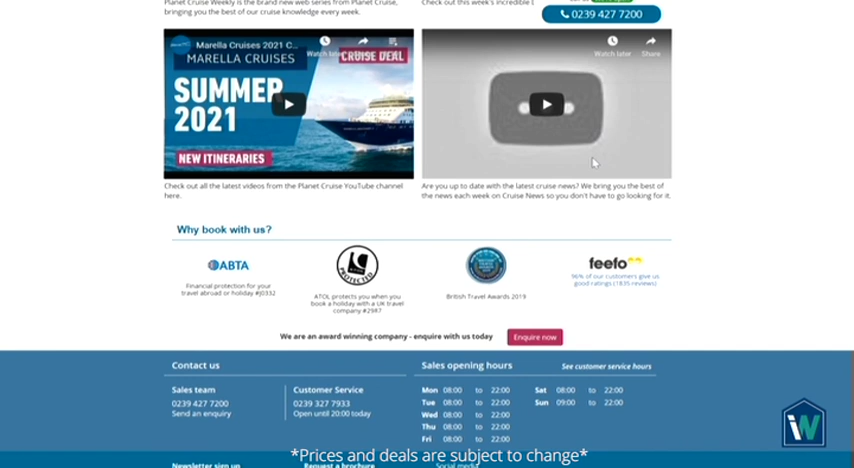 Planet Cruise Weekly is the brand new web series from Planet Cruise,
bringing you the best of our cruise knowledge every week.
Check out this week's Incredible
0239 427 7200
Marella Cruises 2021 C...
Watch later
MARELLA CRUISES
CRUISE DEAL
SUMMER
2021
NEW ITINERARIES
Watch later
Share
Check out all the latest videos from the Planet Cruise YouTube channel
here.
Are you up to date with the latest cruise news? We bring you the best of
the news each week on Cruise News so you don't have to go looking for it.
Why book with us?
ABTA
Financial protection for your
travel abroad or holiday #J0332
PROTECTED
ATOL protects you when you
book a holiday with a UK travel
company #2987
British Travel Awards 2019
feefo
96% of our customers give us
good ratings (1835 reviews)
We are an award winning company - enquire with us today
Enquire now
Contact us
Sales team
0239 427 7200
Send an enquiry
Customer Service
0239 327 7933
Open until 20:00 today
Sales opening hours
See customer service hours
Mon 08:00 to 22:00
Tue 08:00 to 22:00
Wed 08:00 to 22:00
Thu 08:00 to 22:00
Fri 08:00 to 22:00
Sat 08:00 to 22:00
Sun 09:00 to 22:00
iW
*Prices and deals are subject to change*
Newsletter sign up
Request a brochure
Social media